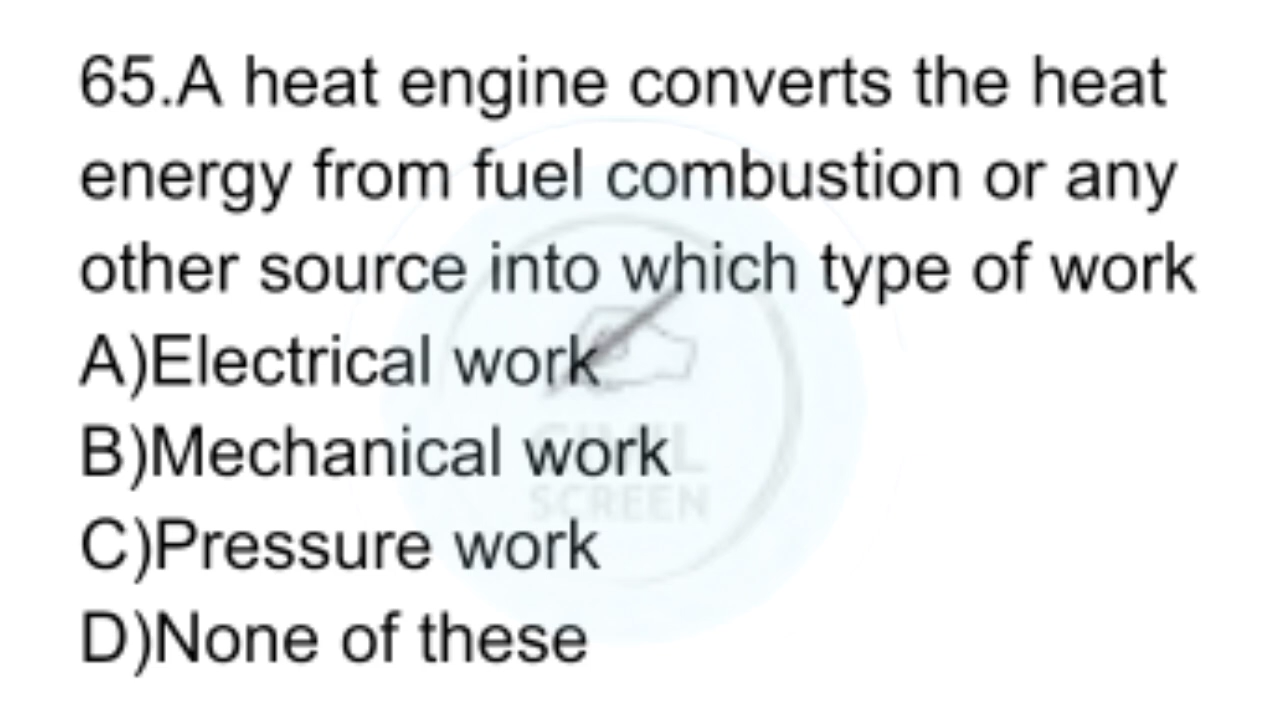 65.A heat engine converts the heat
energy from fuel combustion or any
other source into which type of work
A)Electrical work
B)Mechanical work
C)Pressure work
D)None of these
SCREEN